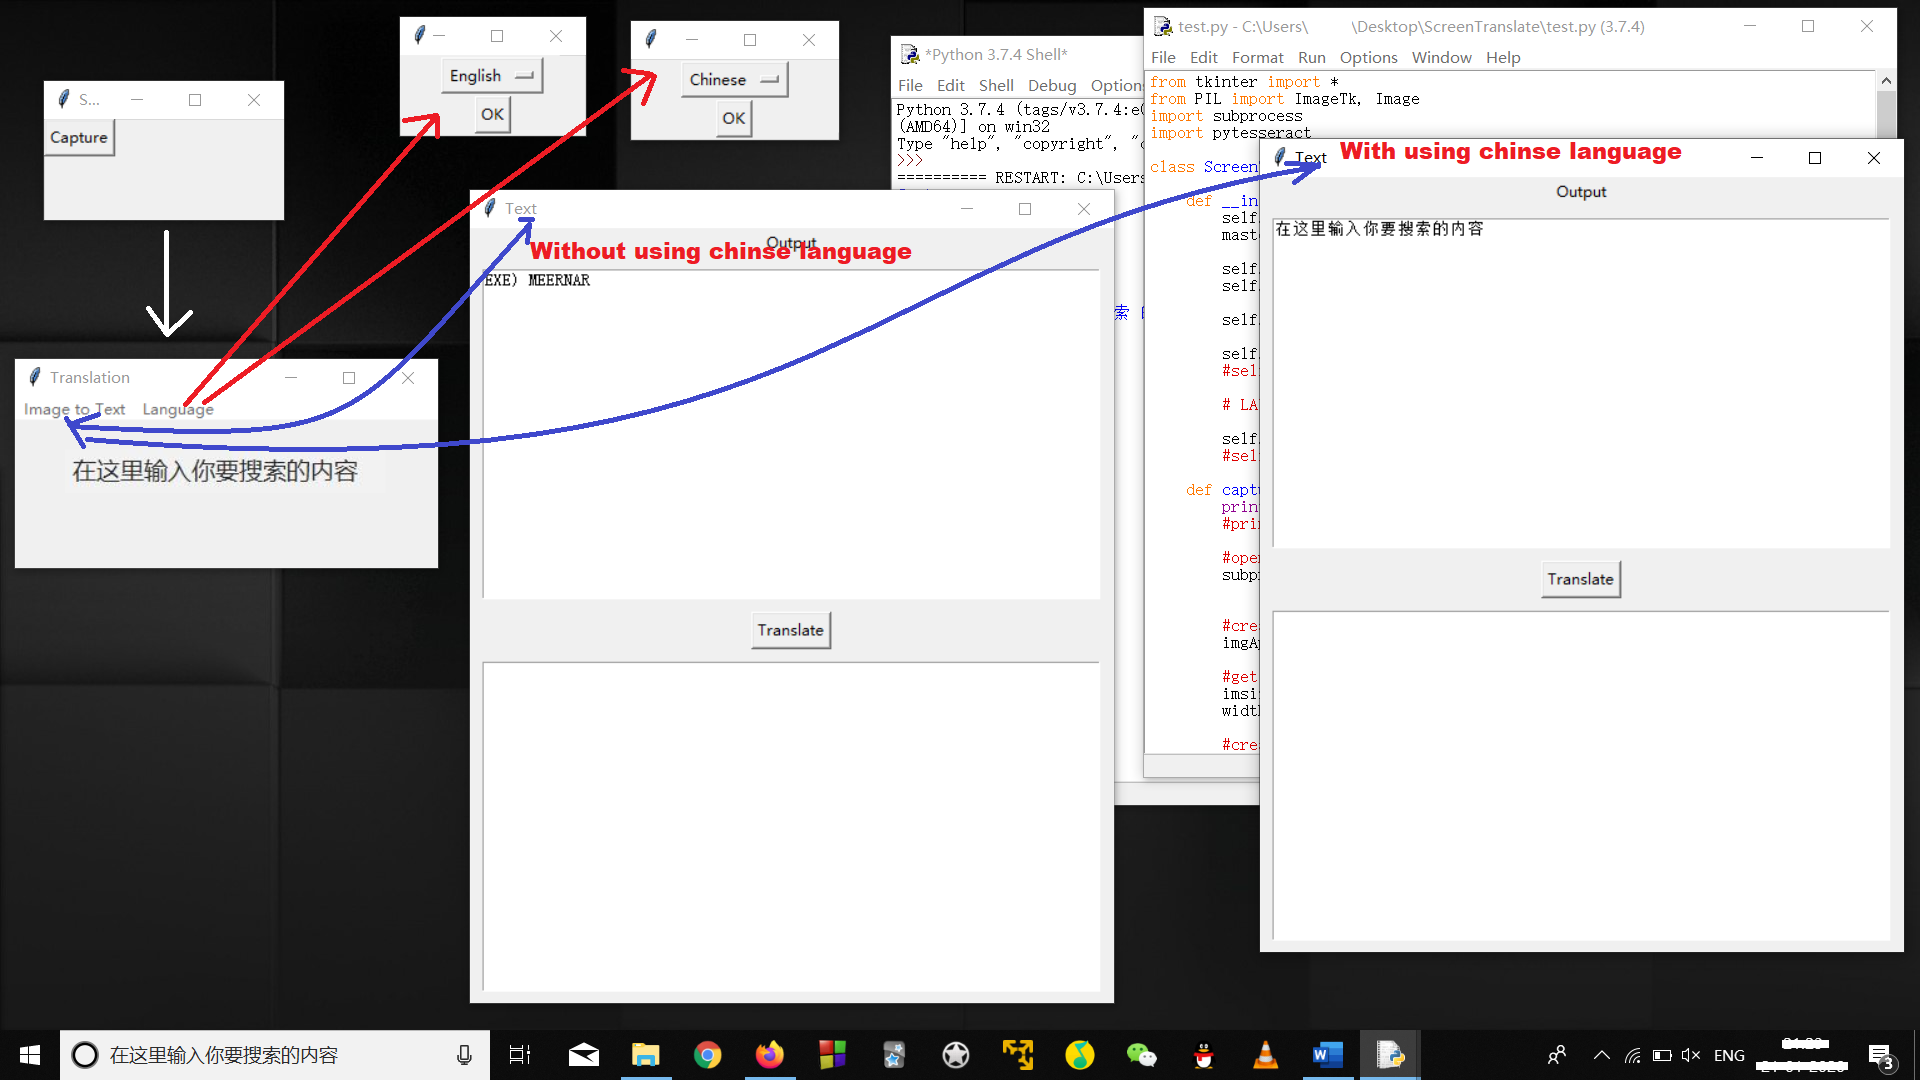 S...
Capture
English
OK
Chinese
OK
*Python 3.7.4 Shell*
File Edit Shell Debug Option
Python 3.7.4 (tags/v3.7.4:e
(AMD64)] on win32
Type "help", "copyright", "
>>>
========== RESTART: C:\Users
索
test.py - C:\Users\ \Desktop\ScreenTranslate\test.py (3.7.4)
File Edit Format Run Options Window Help
from tkinter import *
from PIL import ImageTk, Image
import subprocess
import pytesseract
class Screen
def __in
self
mast
self.
self.
self.
self.
#sel
# LA
self.
#sel
def captu
prin
#pri
#ope
subp
#cre
imgA
#get
imsi
widt
#cre
Translation
Image to Text Language
在这里输入你要搜索的内容
Text
Output
Without using chinse language
EXE) MEERNAR
Translate
Text
With using chinse language
Output
在这里输入你要搜索的内容
Translate
在这里输入你要搜索的内容
W
ENG
3